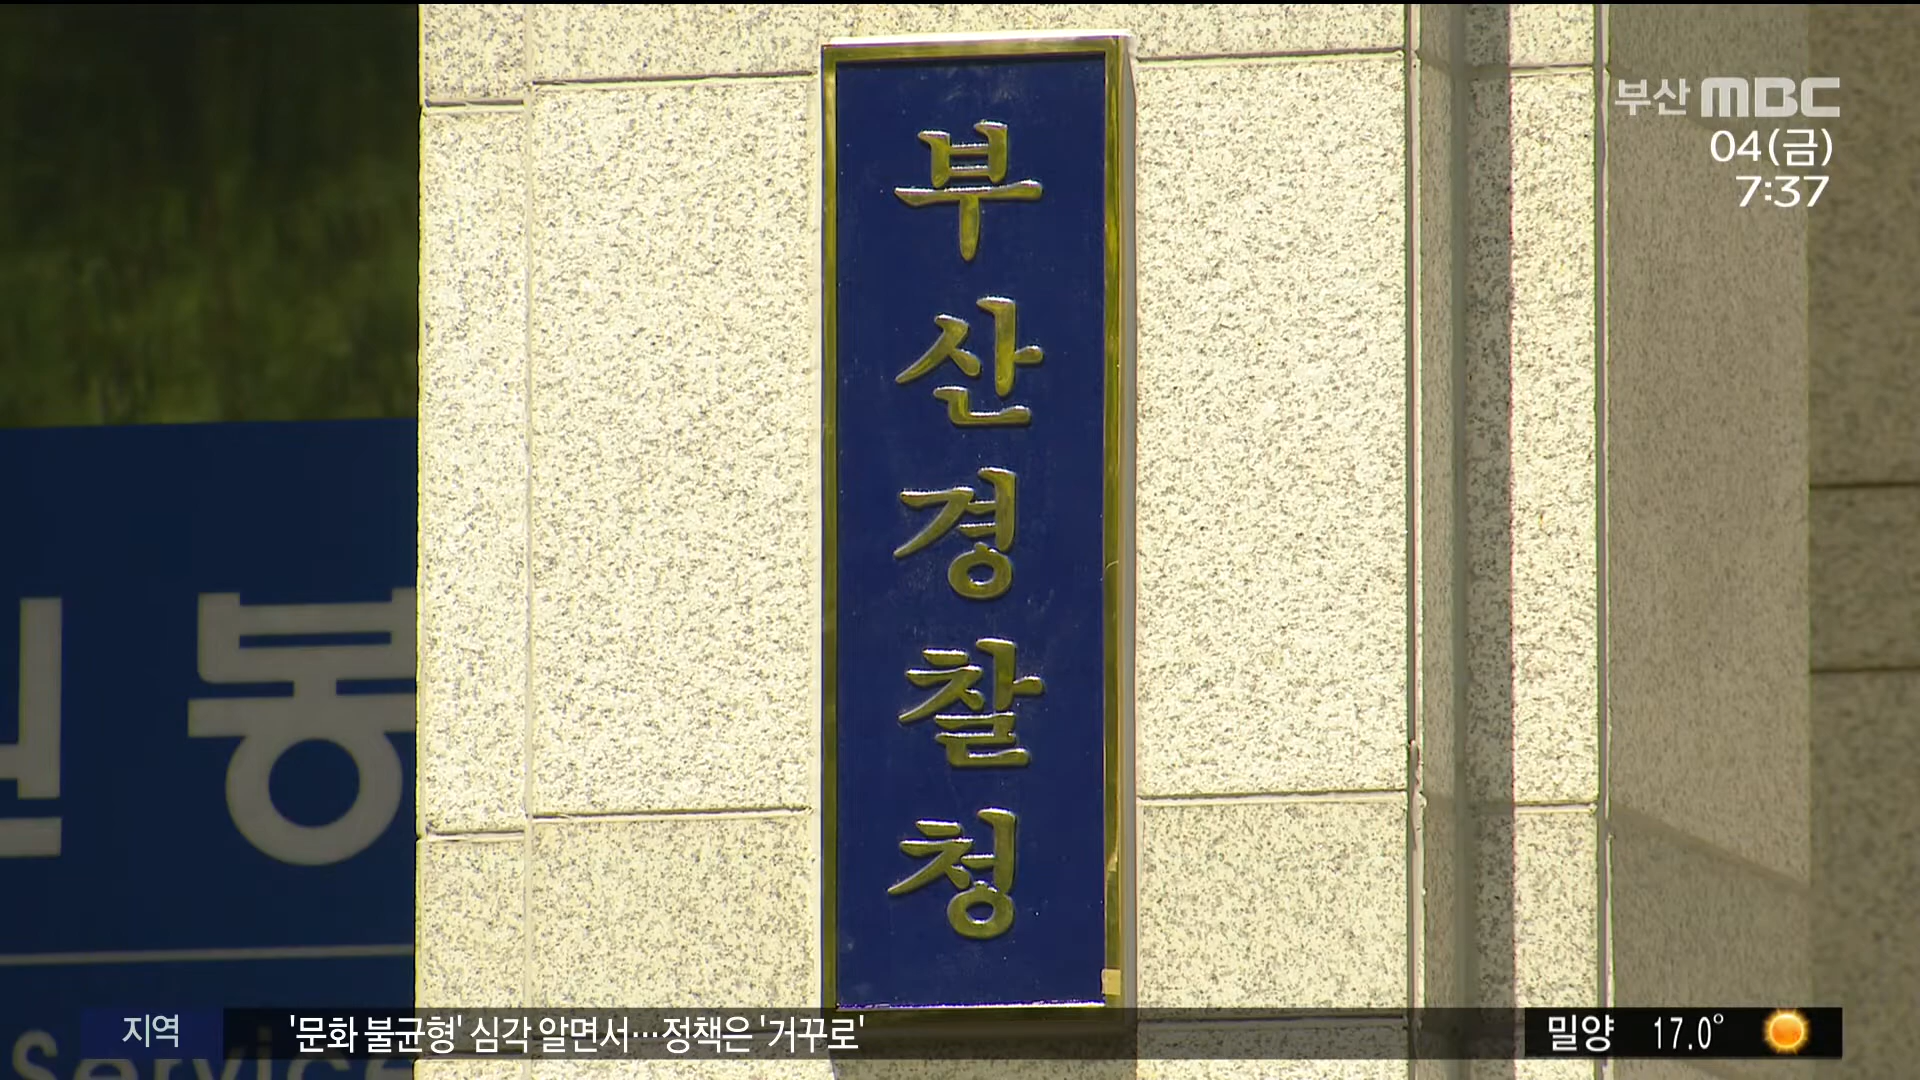 부산 MBC
04(금)
7:37
부산경찰청
봉
Service
지역
'문화 불균형' 심각 알면서…정책은 '거꾸로'
밀양 17.0°